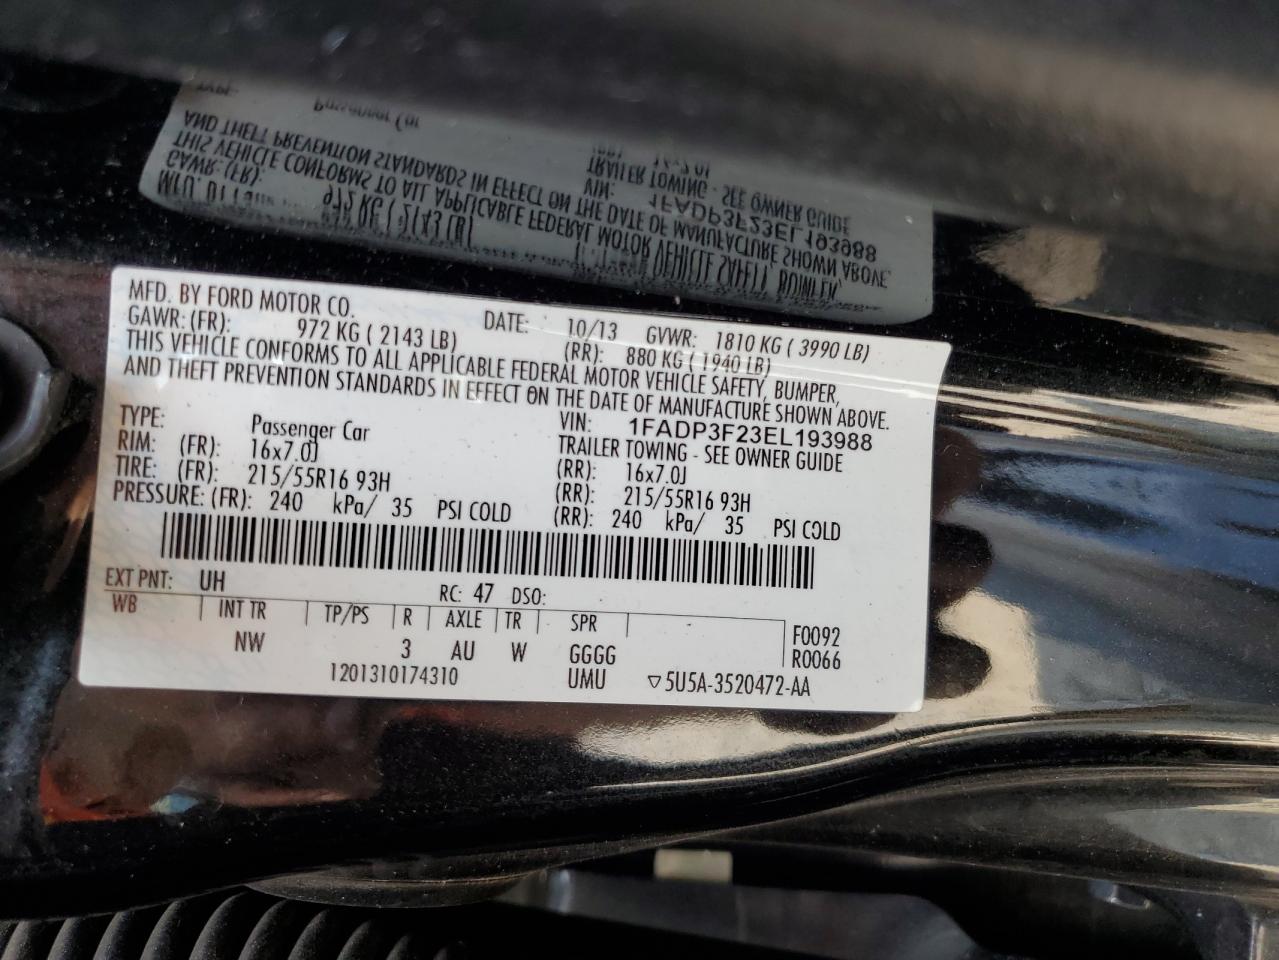 MFD. BY FORD MOTOR CO. DATE: 10/13 GVWR: 1810 KG ( 3990 LB)
GAWR: (FR): 972 KG ( 2143 LB) (RR): 880 KG ( 1940 LB)
THIS VEHICLE CONFORMS TO ALL APPLICABLE FEDERAL MOTOR VEHICLE SAFETY, BUMPER,
AND THEFT PREVENTION STANDARDS IN EFFECT ON THE DATE OF MANUFACTURE SHOWN ABOVE.
TYPE: Passenger Car VIN: 1FADP3F23EL193988
TRAILER TOWING - SEE OWNER GUIDE
RIM: (FR): 16x7.0J (RR): 16x7.0J
TIRE: (FR): 215/55R16 93H (RR): 215/55R16 93H
PRESSURE: (FR): 240 kPa/ 35 PSI COLD (RR): 240 kPa/ 35 PSI COLD
EXT PNT: UH RC: 47 DSO:
WB INT TR TP/PS R AXLE TR SPR F0092
NW 3 AU W GGGG R0066
1201310174310 UMU ▽5U5A-3520472-AA